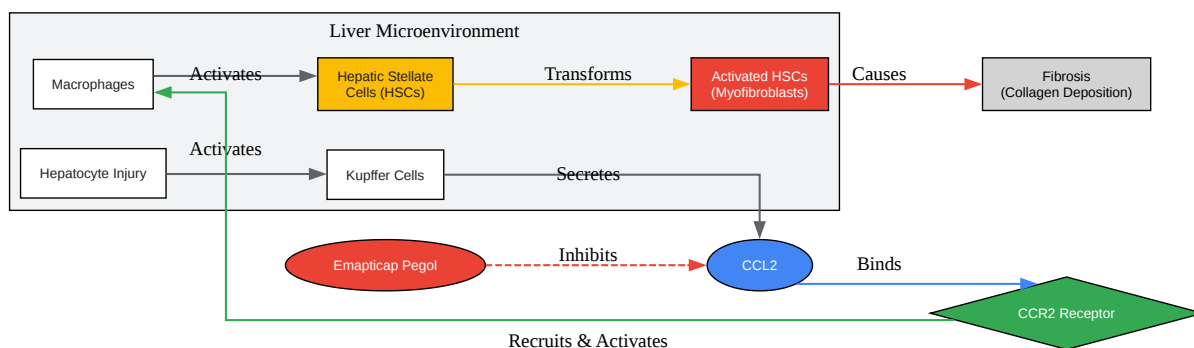 Liver Microenvironment
Macrophages
Activates
Hepatic Stellate
Cells (HSCs)
Transforms
Activated HSCs
(Myofibroblasts)
Causes
Fibrosis
(Collagen Deposition)
Hepatocyte Injury
Activates
Kupffer Cells
Secretes
Emapticap Pegol
Inhibits
CCL2
Binds
CCR2 Receptor
Recruits & Activates